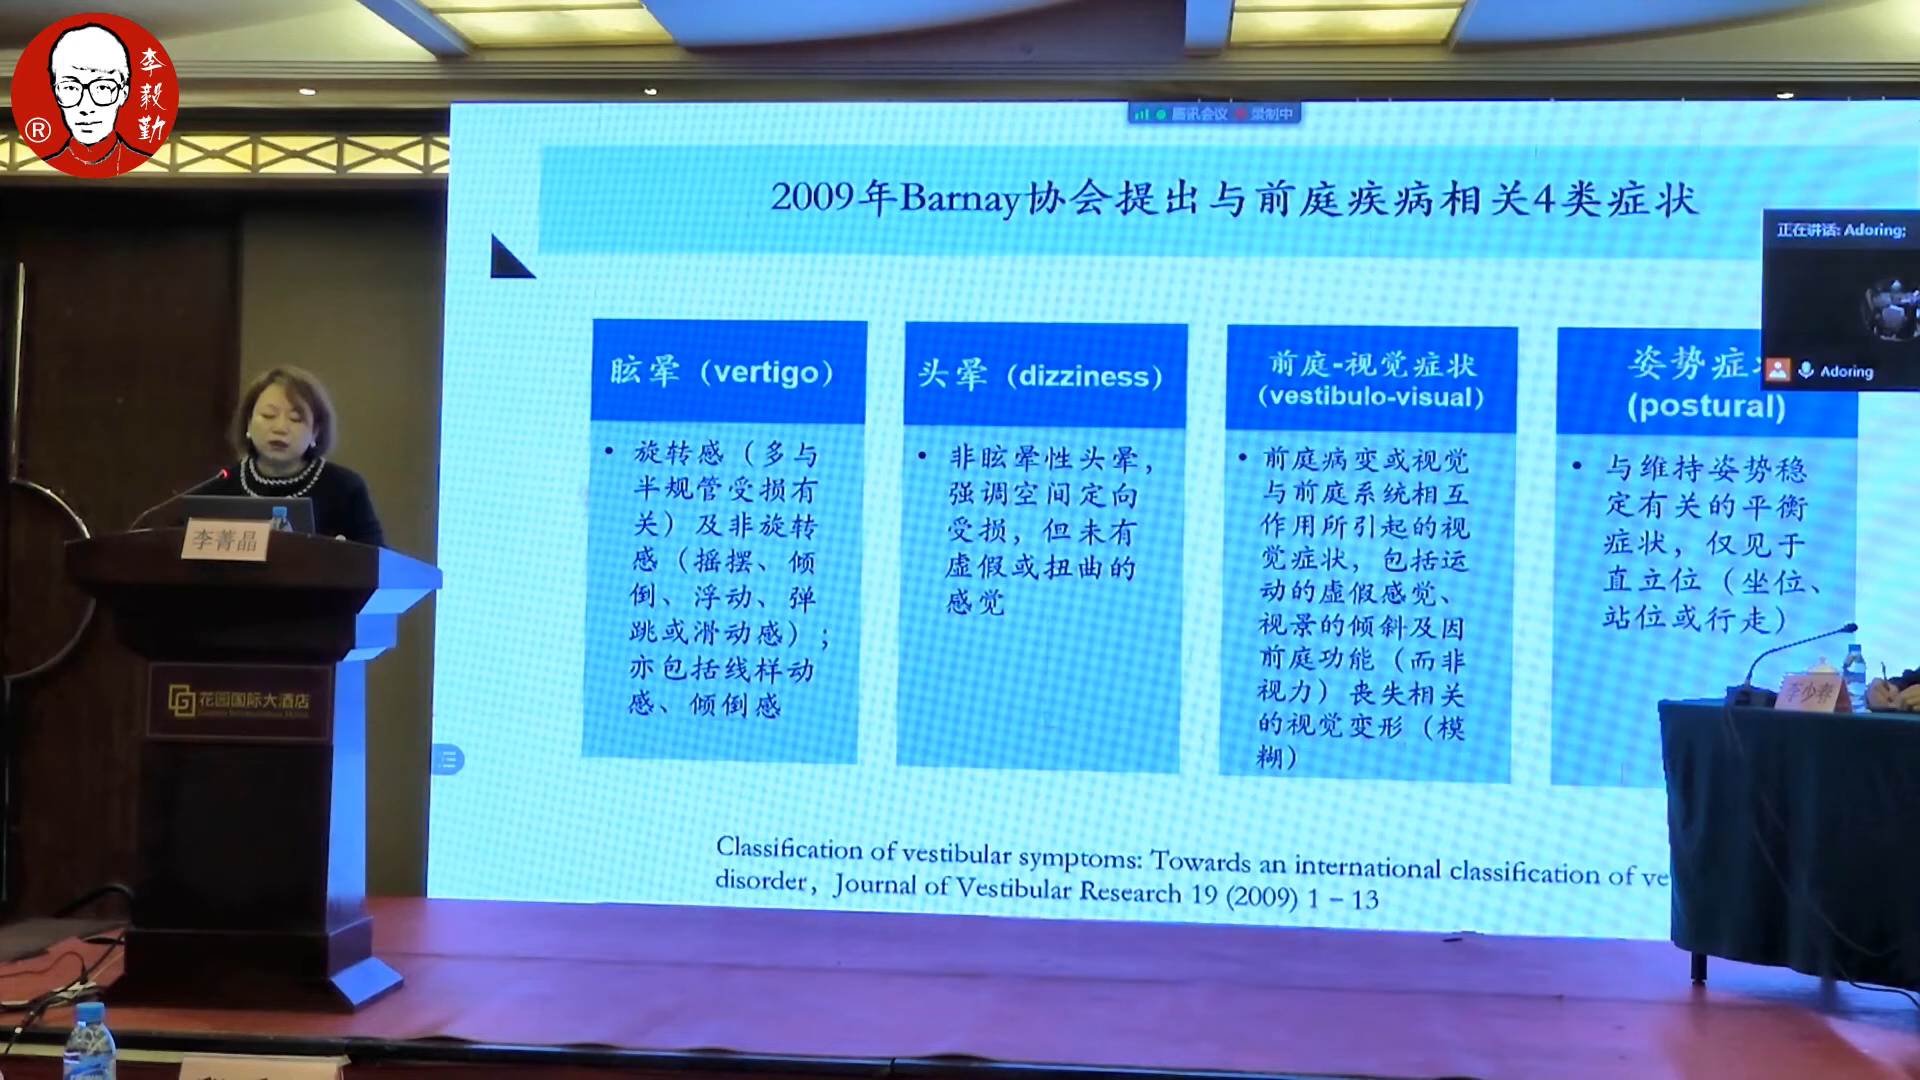 李毅勤
®
腾讯会议 录制中
2009年Barnay协会提出与前庭疾病相关4类症状
正在讲话: Adoring;
Adoring
眩晕（vertigo）
旋转感（多与
半规管受损有
关）及非旋转
感（摇摆、倾
倒、浮动、弹
跳或滑动感）;
亦包括线样动
感、倾倒感
头晕（dizziness）
非眩晕性头晕，
强调空间定向
受损，但未有
虚假或扭曲的
感觉
前庭-视觉症状
（vestibulo-visual）
前庭病变或视觉
与前庭系统相互
作用所引起的视
觉症状，包括运
动的虚假感觉、
视景的倾斜及因
前庭功能（而非
视力）丧失相关
的视觉变形（模
糊）
姿势症
(postural)
与维持姿势稳
定有关的平衡
症状，仅见于
直立位（坐位、
站位或行走）
Classification of vestibular symptoms: Towards an international classification of ve
disorder，Journal of Vestibular Research 19 (2009) 1 – 13
李菁晶
花园国际大酒店
李少春